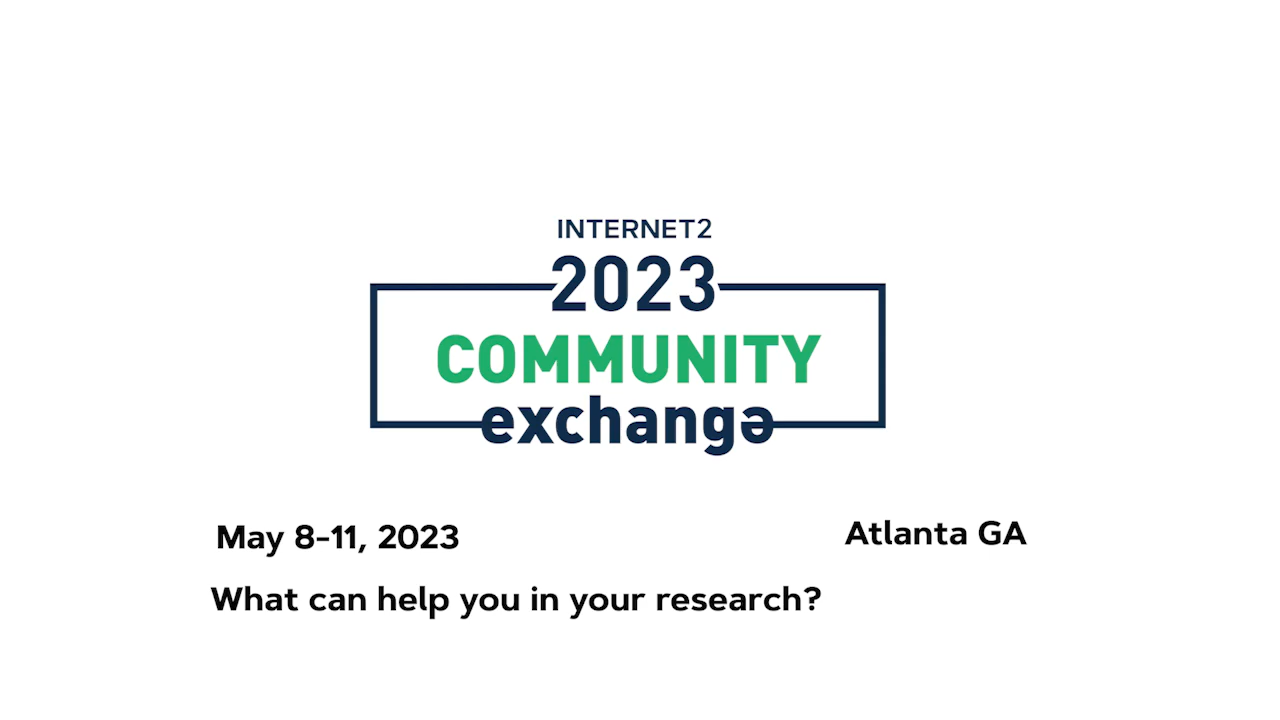 INTERNET2
2023
COMMUNITY
exchangə
May 8-11, 2023
Atlanta GA
What can help you in your research?